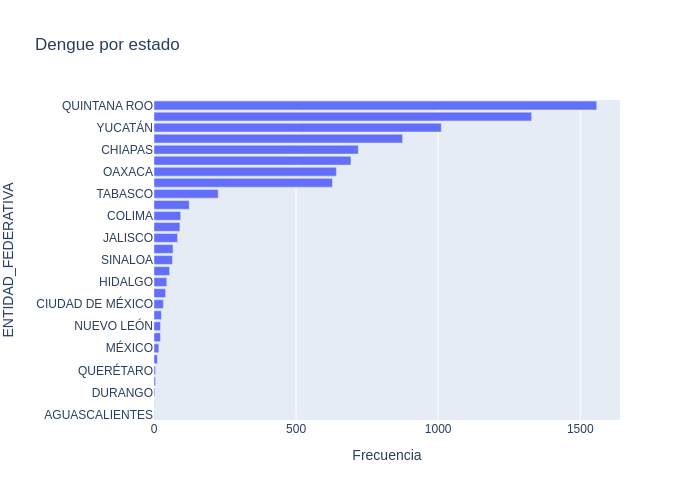 Dengue por estado
QUINTANA ROO
YUCATÁN
CHIAPAS
OAXACA
TABASCO
COLIMA
JALISCO
SINALOA
HIDALGO
CIUDAD DE MÉXICO
NUEVO LEÓN
MÉXICO
QUERÉTARO
DURANGO
AGUASCALIENTES
ENTIDAD_FEDERATIVA
0 500 1000 1500
Frecuencia